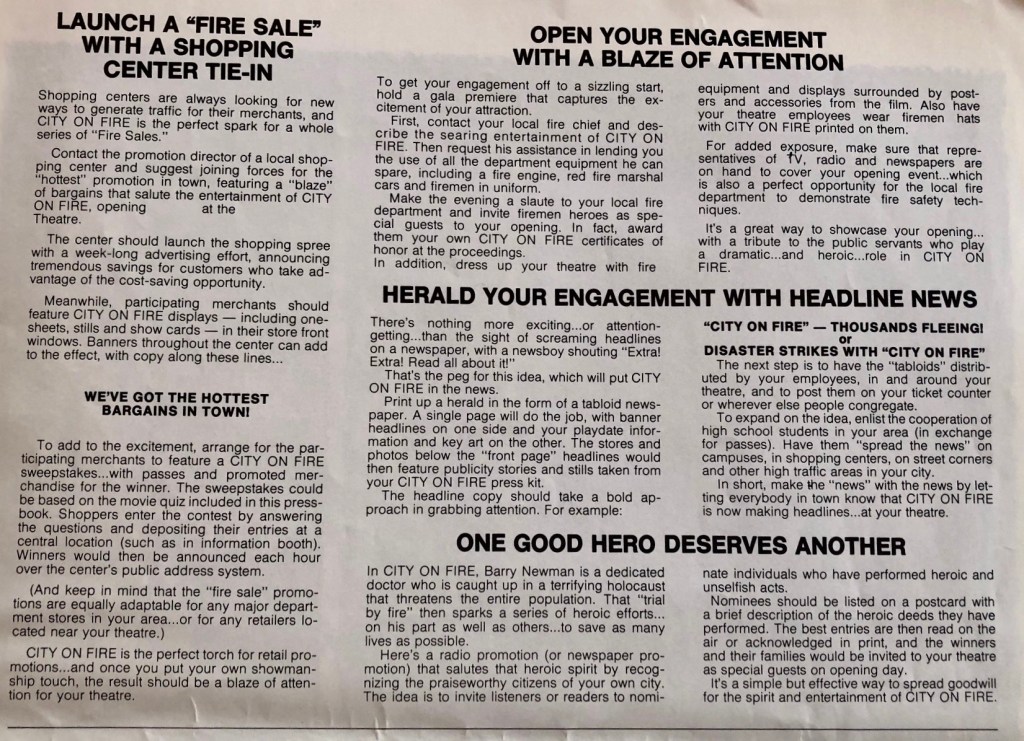 LAUNCH A “FIRE SALE”
WITH A SHOPPING
CENTER TIE-IN
Shopping centers are always looking for new
ways to generate traffic for their merchants, and
CITY ON FIRE is the perfect spark for a whole
series of "Fire Sales."
Contact the promotion director of a local shop-
ping center and suggest joining forces for the
"hottest" promotion in town, featuring a "blaze"
of bargains that salute the entertainment of CITY
ON FIRE, opening at the
Theatre.
The center should launch the shopping spree
with a week-long advertising effort, announcing
tremendous savings for customers who take ad-
vantage of the cost-saving opportunity.
Meanwhile, participating merchants should
feature CITY ON FIRE displays — including one-
sheets, stills and show cards — in their store front
windows. Banners throughout the center can add
to the effect, with copy along these lines...
WE'VE GOT THE HOTTEST
BARGAINS IN TOWN!
To add to the excitement, arrange for the par-
ticipating merchants to feature a CITY ON FIRE
sweepstakes...with passes and promoted mer-
chandise for the winner. The sweepstakes could
be based on the movie quiz included in this press-
book. Shoppers enter the contest by answering
the questions and depositing their entries at a
central location (such as in information booth).
Winners would then be announced each hour
over the center's public address system.
(And keep in mind that the "fire sale" promo-
tions are equally adaptable for any major depart-
ment stores in your area...or for any retailers lo-
cated near your theatre.)
CITY ON FIRE is the perfect torch for retail pro-
motions...and once you put your own showman-
ship touch, the result should be a blaze of atten-
tion for your theatre.
OPEN YOUR ENGAGEMENT
WITH A BLAZE OF ATTENTION
To get your engagement off to a sizzling start,
hold a gala premiere that captures the ex-
citement of your attraction.
First, contact your local fire chief and des-
cribe the searing entertainment of CITY ON
FIRE. Then request his assistance in lending you
the use of all the department equipment he can
spare, including a fire engine, red fire marshal
cars and firemen in uniform.
Make the evening a slaute to your local fire
department and invite firemen heroes as spe-
cial guests to your opening. In fact, award
them your own CITY ON FIRE certificates of
honor at the proceedings.
In addition, dress up your theatre with fire
equipment and displays surrounded by post-
ers and accessories from the film. Also have
your theatre employees wear firemen hats
with CITY ON FIRE printed on them.
For added exposure, make sure that repre-
sentatives of TV, radio and newspapers are
on hand to cover your opening event...which
is also a perfect opportunity for the local fire
department to demonstrate fire safety tech-
niques.
It's a great way to showcase your opening...
with a tribute to the public servants who play
a dramatic...and heroic...role in CITY ON
FIRE.
HERALD YOUR ENGAGEMENT WITH HEADLINE NEWS
There's nothing more exciting...or attention-
getting...than the sight of screaming headlines
on a newspaper, with a newsboy shouting "Extra!
Extra! Read all about it!"
That's the peg for this idea, which will put CITY
ON FIRE in the news.
Print up a herald in the form of a tabloid news-
paper. A single page will do the job, with banner
headlines on one side and your playdate infor-
mation and key art on the other. The stores and
photos below the "front page" headlines would
then feature publicity stories and stills taken from
your CITY ON FIRE press kit.
The headline copy should take a bold ap-
proach in grabbing attention. For example:
“CITY ON FIRE” — THOUSANDS FLEEING!
or
DISASTER STRIKES WITH “CITY ON FIRE”
The next step is to have the "tabloids" distrib-
uted by your employees, in and around your
theatre, and to post them on your ticket counter
or wherever else people congregate.
To expand on the idea, enlist the cooperation of
high school students in your area (in exchange
for passes). Have them "spread the news" on
campuses, in shopping centers, on street corners
and other high traffic areas in your city.
In short, make the "news" with the news by let-
ting everybody in town know that CITY ON FIRE
is now making headlines...at your theatre.
ONE GOOD HERO DESERVES ANOTHER
In CITY ON FIRE, Barry Newman is a dedicated
doctor who is caught up in a terrifying holocaust
that threatens the entire population. That "trial
by fire" then sparks a series of heroic efforts...
on his part as well as others...to save as many
lives as possible.
Here's a radio promotion (or newspaper pro-
motion) that salutes that heroic spirit by recog-
nizing the praiseworthy citizens of your own city.
The idea is to invite listeners or readers to nomi-
nate individuals who have performed heroic and
unselfish acts.
Nominees should be listed on a postcard with
a brief description of the heroic deeds they have
performed. The best entries are then read on the
air or acknowledged in print, and the winners
and their families would be invited to your theatre
as special guests on opening day.
It's a simple but effective way to spread goodwill
for the spirit and entertainment of CITY ON FIRE.